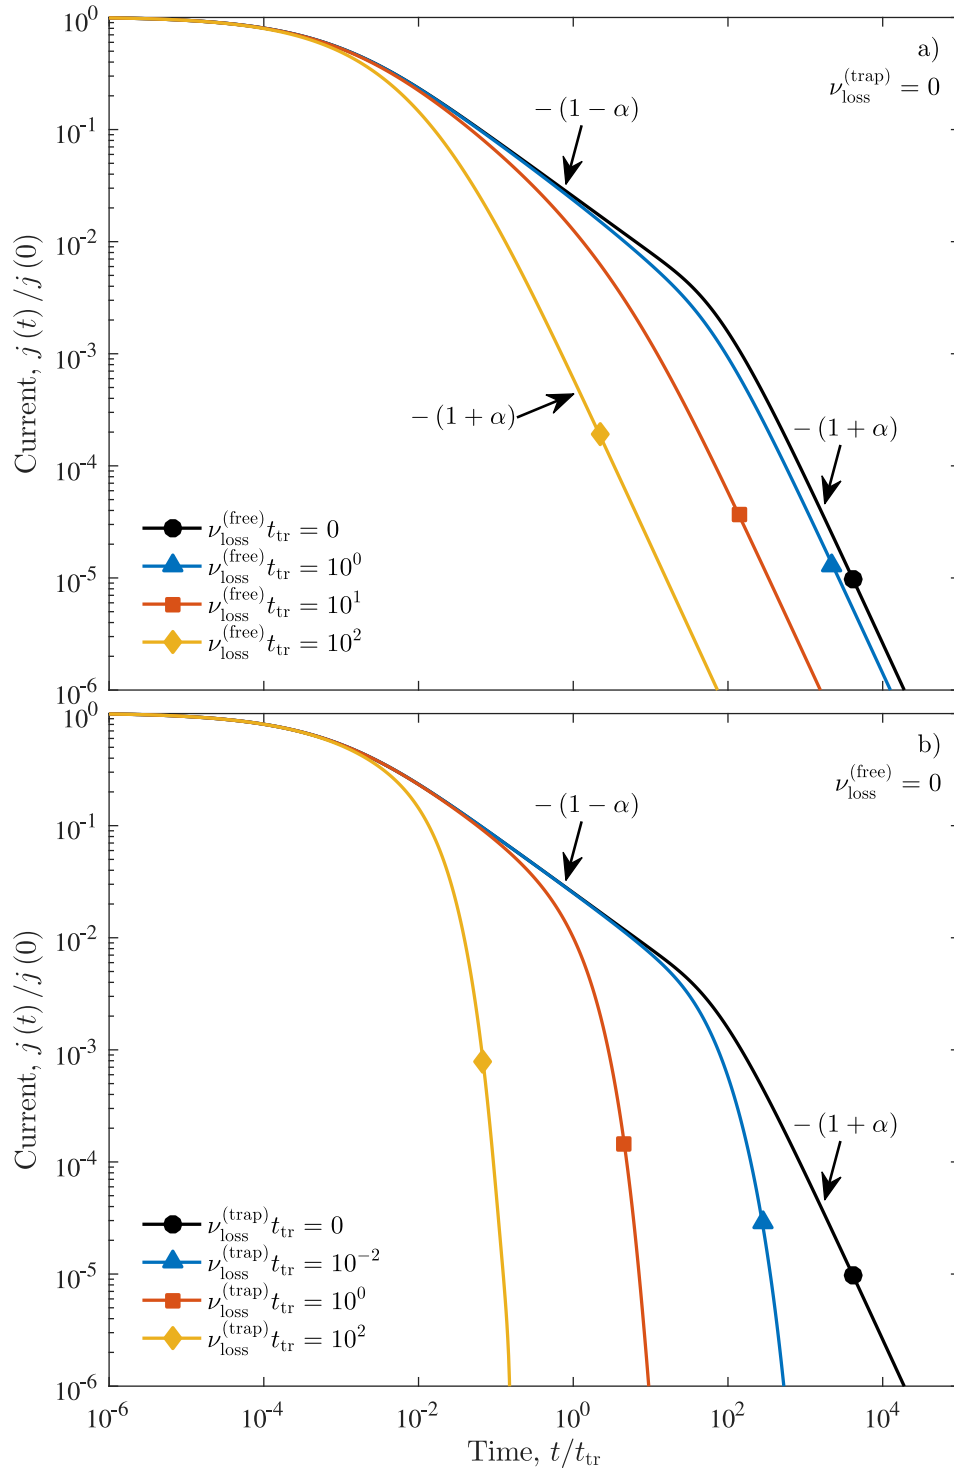 10^0
a)
ν_loss^(trap) = 0
− (1 − α)
10^-1
10^-2
Current, j (t) /j (0)
10^-3
− (1 + α)
− (1 + α)
10^-4
ν_loss^(free) t_tr = 0
ν_loss^(free) t_tr = 10^0
10^-5
ν_loss^(free) t_tr = 10^1
ν_loss^(free) t_tr = 10^2
10^-6
10^0
b)
ν_loss^(free) = 0
− (1 − α)
10^-1
10^-2
Current, j (t) /j (0)
10^-3
− (1 + α)
10^-4
ν_loss^(trap) t_tr = 0
ν_loss^(trap) t_tr = 10^-2
10^-5
ν_loss^(trap) t_tr = 10^0
ν_loss^(trap) t_tr = 10^2
10^-6
10^-6 10^-4 10^-2 10^0 10^2 10^4
Time, t/t_tr